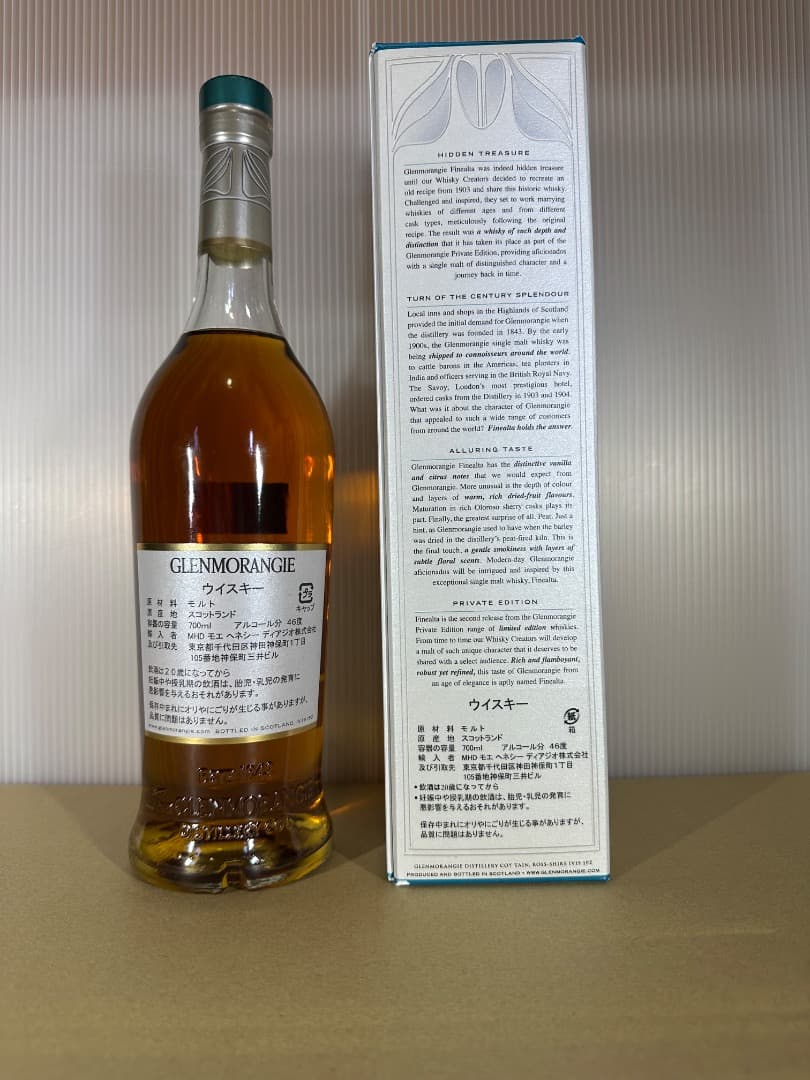 GLENMORANGIE
ウイスキー
プラ
キャップ
原材料 モルト
原産地 スコットランド
容器の容量 700ml アルコール分 46度
輸入者 MHD モエ ヘネシー ディアジオ株式会社
及び引取先 東京都千代田区神田神保町1丁目
105番地神保町三井ビル
飲酒は20歳になってから
妊娠中や授乳期の飲酒は、胎児・乳児の発育に
悪影響を与えるおそれがあります。
保存中まれにオリやにごりが生じる事がありますが、
品質に問題はありません。
www.glenmorangie.com BOTTLED IN SCOTLAND, IV19 1PZ
GLENMORANGIE
HIDDEN TREASURE
Glenmorangie Finealta was indeed hidden treasure
until our Whisky Creators decided to recreate an
old recipe from 1903 and share this historic whisky.
Challenged and inspired, they set to work marrying
whiskies of different ages and from different
cask types, meticulously following the original
recipe. The result was a whisky of such depth and
distinction that it has taken its place as part of the
Glenmorangie Private Edition, providing aficionados
with a single malt of distinguished character and a
journey back in time.
TURN OF THE CENTURY SPLENDOUR
Local inns and shops in the Highlands of Scotland
provided the initial demand for Glenmorangie when
the distillery was founded in 1843. By the early
1900s, the Glenmorangie single malt whisky was
being shipped to connoisseurs around the world,
to cattle barons in the Americas, tea planters in
India and officers serving in the British Royal Navy.
The Savoy, London's most prestigious hotel,
ordered casks from the Distillery in 1903 and 1904.
What was it about the character of Glenmorangie
that appealed to such a wide range of customers
from around the world? Finealta holds the answer.
ALLURING TASTE
Glenmorangie Finealta has the distinctive vanilla
and citrus notes that we would expect from
Glenmorangie. More unusual is the depth of colour
and layers of warm, rich dried-fruit flavours.
Maturation in rich Oloroso sherry casks plays its
part. Finally, the greatest surprise of all. Peat. Just a
hint, as Glenmorangie used to have when the barley
was dried in the distillery's peat-fired kiln. This is
the final touch, a gentle smokiness with layers of
subtle floral scents. Modern-day Glenmorangie
aficionados will be intrigued and inspired by this
exceptional single malt whisky, Finealta.
PRIVATE EDITION
Finealta is the second release from the Glenmorangie
Private Edition range of limited edition whiskies.
From time to time our Whisky Creators will develop
a malt of such unique character that it deserves to be
shared with a select audience. Rich and flamboyant,
robust yet refined, this taste of Glenmorangie from
an age of elegance is aptly named Finealta.
ウイスキー
紙
箱
原材料 モルト
原産地 スコットランド
容器の容量 700ml アルコール分 46度
輸入者 MHD モエ ヘネシー ディアジオ株式会社
及び引取先 東京都千代田区神田神保町1丁目
105番地神保町三井ビル
•飲酒は20歳になってから
•妊娠中や授乳期の飲酒は、胎児・乳児の発育に
悪影響を与えるおそれがあります。
保存中まれにオリやにごりが生じる事がありますが、
品質に問題はありません。
GLENMORANGIE DISTILLERY COY TAIN, ROSS-SHIRE IV19 1PZ
PRODUCED AND BOTTLED IN SCOTLAND • WWW.GLENMORANGIE.COM